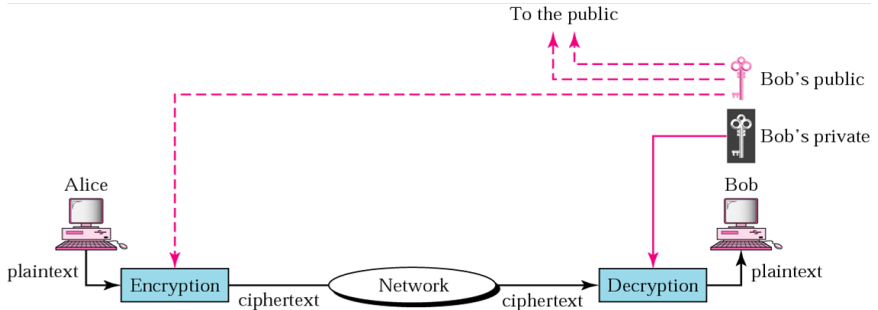 To the public
Bob's public
Bob's private
Alice
Bob
plaintext
Encryption
ciphertext
Network
ciphertext
Decryption
plaintext